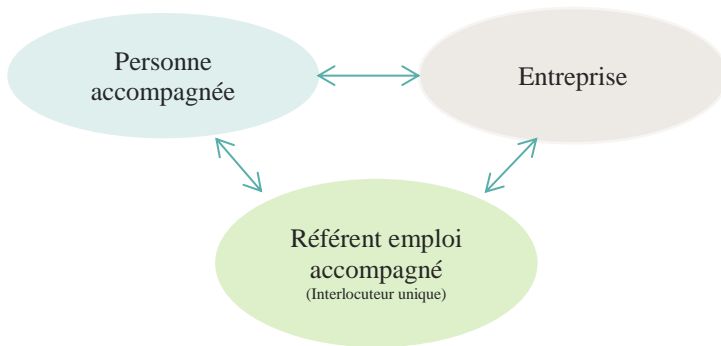 Personne
accompagnée
Entreprise
Référent emploi
accompagné
(Interlocuteur unique)